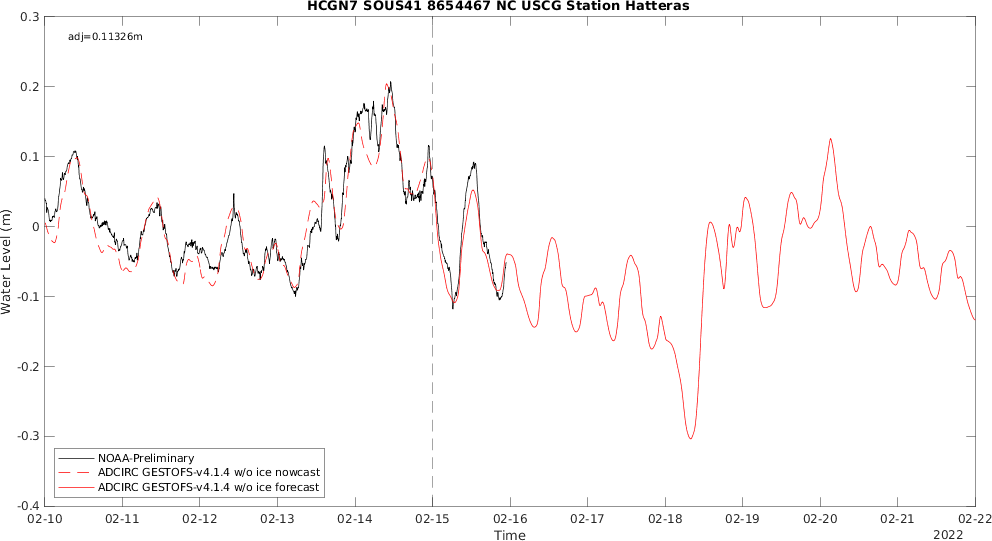 HCGN7 SOUS41 8654467 NC USCG Station Hatteras
adj=0.11326m
0.3
0.2
0.1
0
-0.1
-0.2
-0.3
-0.4
Water Level (m)
NOAA-Preliminary
ADCIRC GESTOFS-v4.1.4 w/o ice nowcast
ADCIRC GESTOFS-v4.1.4 w/o ice forecast
02-10 02-11 02-12 02-13 02-14 02-15 02-16 02-17 02-18 02-19 02-20 02-21 02-22
Time
2022